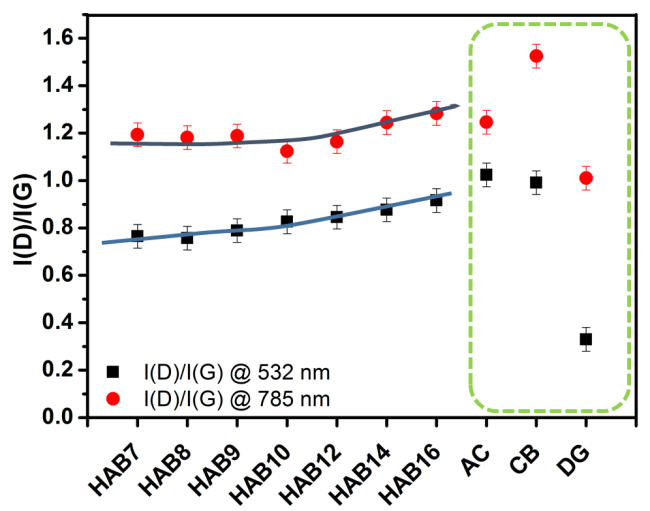 I(D)/I(G)
1.6
1.4
1.2
1.0
0.8
0.6
0.4
0.2
0.0
I(D)/I(G) @ 532 nm
I(D)/I(G) @ 785 nm
HAB7
HAB8
HAB9
HAB10
HAB12
HAB14
HAB16
AC
CB
DG